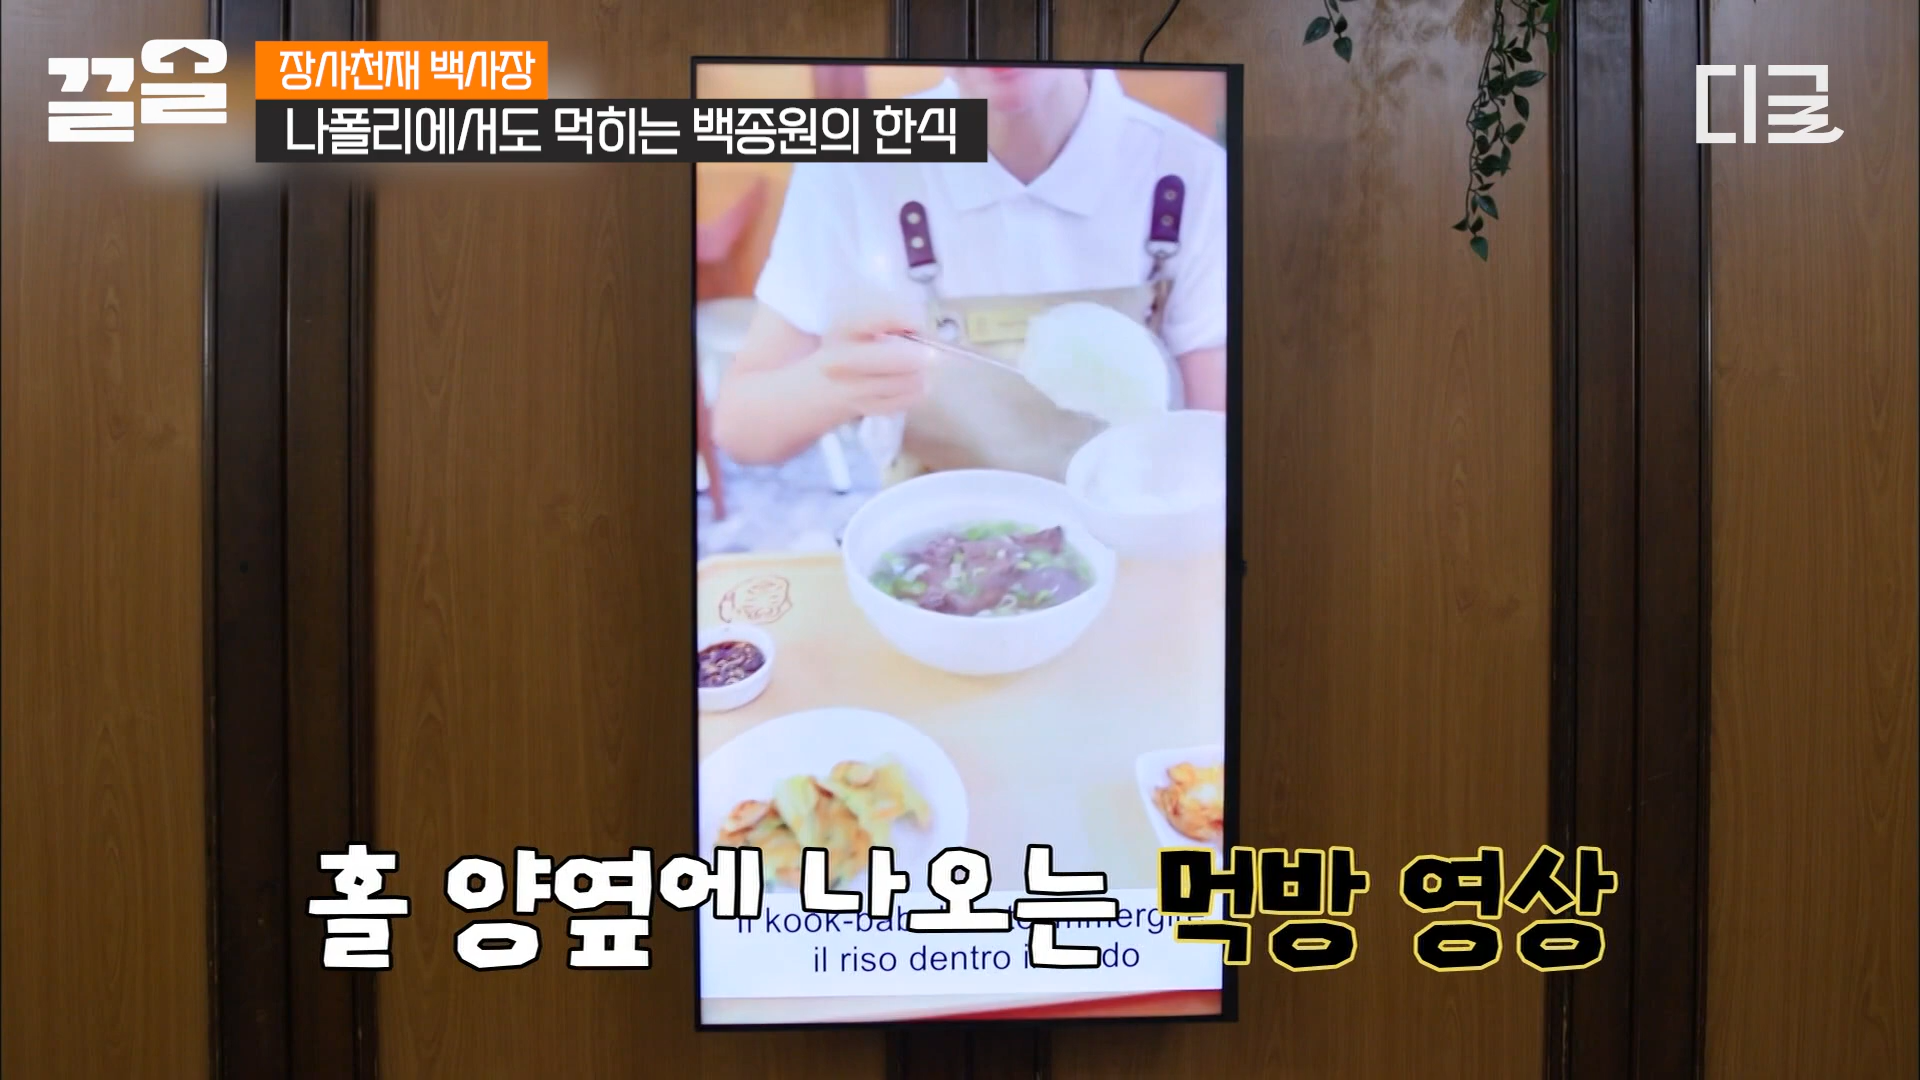 끌올
장사천재 백사장
나폴리에서도 먹히는 백종원의 한식
디글
홀 양옆에 나오는 먹방 영상
il riso dentro